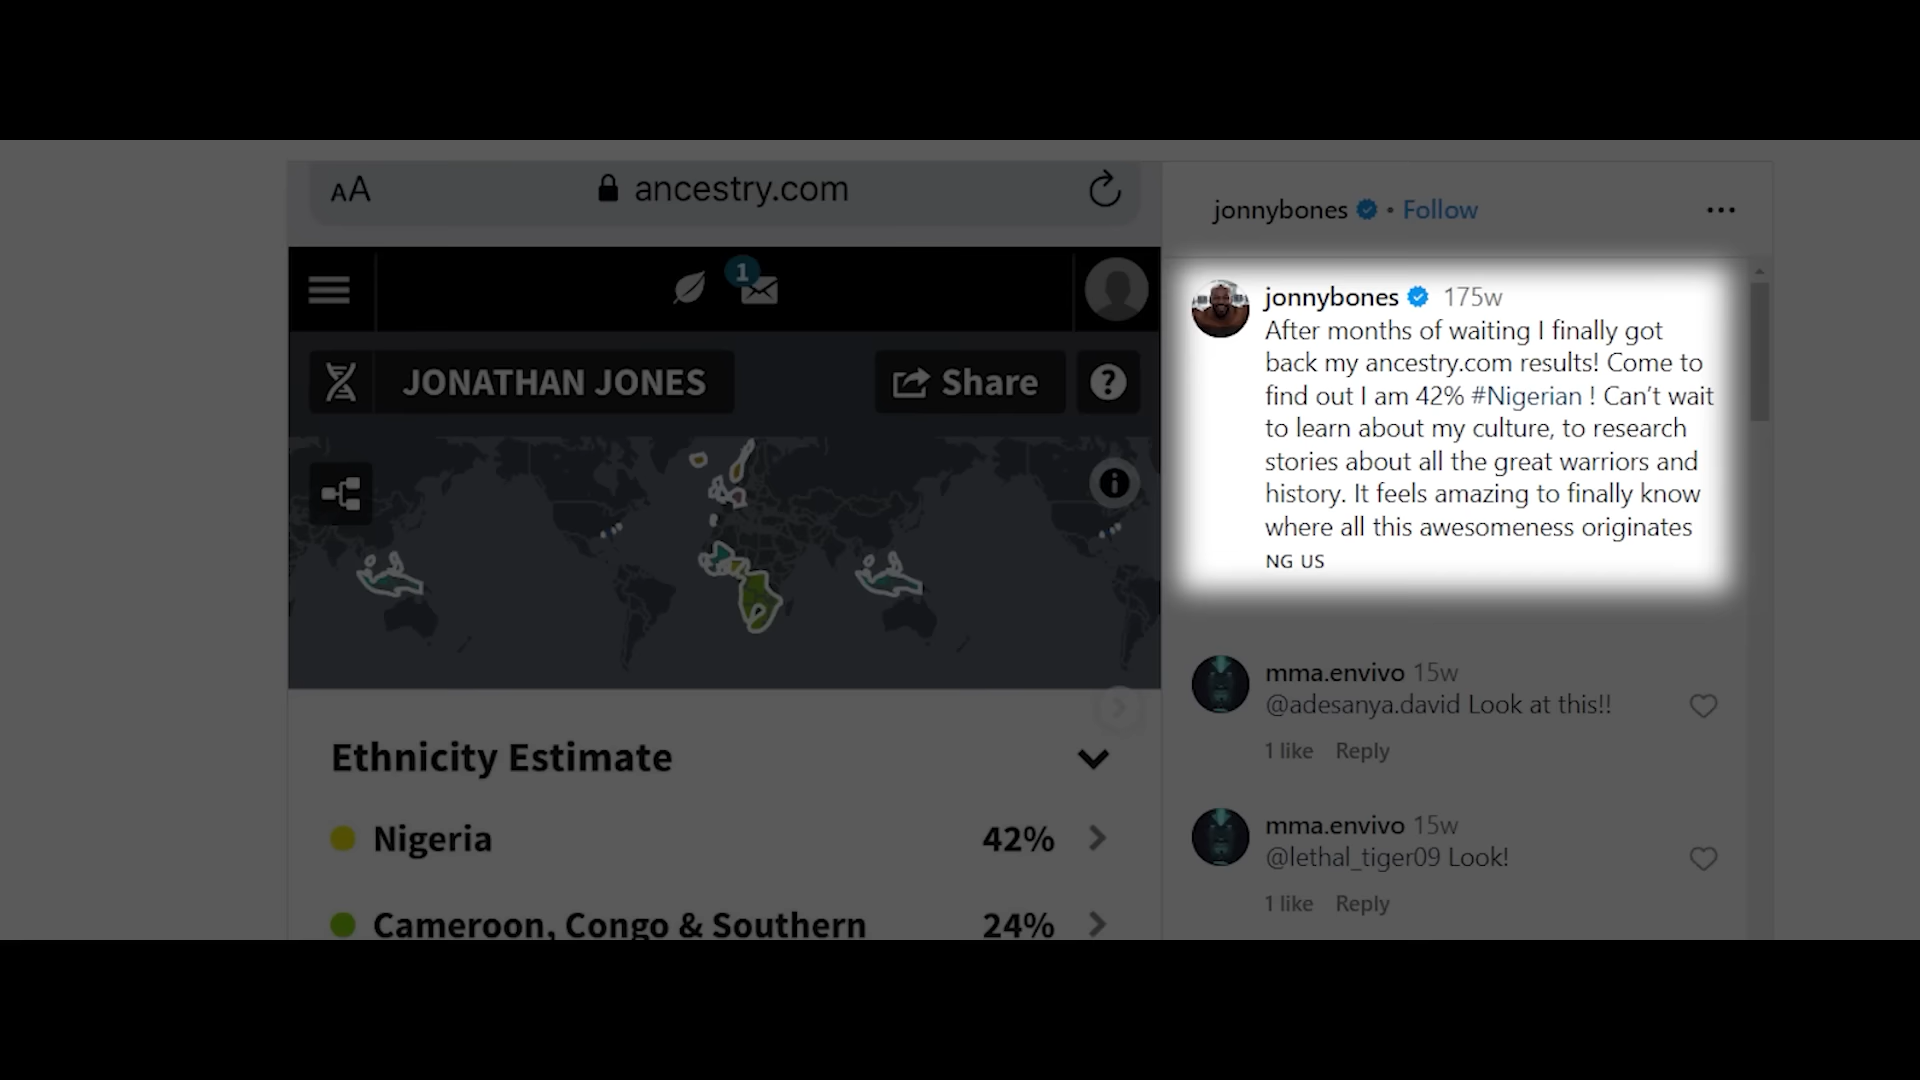 AA
ancestry.com
1
JONATHAN JONES
Share
?
i
Ethnicity Estimate
Nigeria 42%
Cameroon, Congo & Southern 24%
jonnybones • Follow
jonnybones 175w
After months of waiting I finally got
back my ancestry.com results! Come to
find out I am 42% #Nigerian ! Can’t wait
to learn about my culture, to research
stories about all the great warriors and
history. It feels amazing to finally know
where all this awesomeness originates
NG US
mma.envivo 15w
@adesanya.david Look at this!!
1 like Reply
mma.envivo 15w
@lethal_tiger09 Look!
1 like Reply